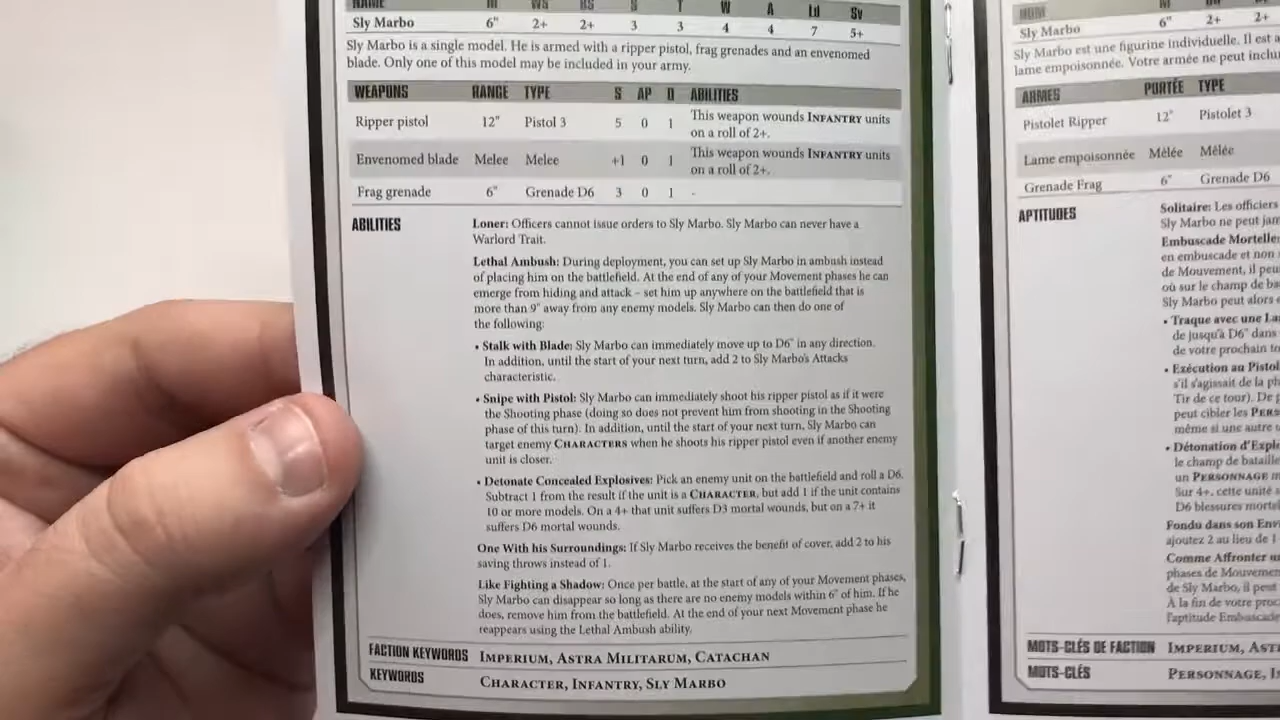 NAME M WS BS S T W A Ld Sv
Sly Marbo 6" 2+ 2+ 3 3 4 4 7 5+
Sly Marbo is a single model. He is armed with a ripper pistol, frag grenades and an envenomed
blade. Only one of this model may be included in your army.
WEAPONS RANGE TYPE S AP D ABILITIES
Ripper pistol 12" Pistol 3 5 0 1 This weapon wounds INFANTRY units
on a roll of 2+.
Envenomed blade Melee Melee +1 0 1 This weapon wounds INFANTRY units
on a roll of 2+.
Frag grenade 6" Grenade D6 3 0 1 -
ABILITIES
Loner: Officers cannot issue orders to Sly Marbo. Sly Marbo can never have a
Warlord Trait.
Lethal Ambush: During deployment, you can set up Sly Marbo in ambush instead
of placing him on the battlefield. At the end of any of your Movement phases he can
emerge from hiding and attack – set him up anywhere on the battlefield that is
more than 9" away from any enemy models. Sly Marbo can then do one of
the following:
• Stalk with Blade: Sly Marbo can immediately move up to D6" in any direction.
In addition, until the start of your next turn, add 2 to Sly Marbo's Attacks
characteristic.
• Snipe with Pistol: Sly Marbo can immediately shoot his ripper pistol as if it were
the Shooting phase (doing so does not prevent him from shooting in the Shooting
phase of this turn). In addition, until the start of your next turn, Sly Marbo can
target enemy CHARACTERS when he shoots his ripper pistol even if another enemy
unit is closer.
• Detonate Concealed Explosives: Pick an enemy unit on the battlefield and roll a D6.
Subtract 1 from the result if the unit is a CHARACTER, but add 1 if the unit contains
10 or more models. On a 4+ that unit suffers D3 mortal wounds, but on a 7+ it
suffers D6 mortal wounds.
One With his Surroundings: If Sly Marbo receives the benefit of cover, add 2 to his
saving throws instead of 1.
Like Fighting a Shadow: Once per battle, at the start of any of your Movement phases,
Sly Marbo can disappear so long as there are no enemy models within 6" of him. If he
does, remove him from the battlefield. At the end of your next Movement phase he
reappears using the Lethal Ambush ability.
FACTION KEYWORDS IMPERIUM, ASTRA MILITARUM, CATACHAN
KEYWORDS CHARACTER, INFANTRY, SLY MARBO
NOM M
Sly Marbo 6" 2+ 2+
Sly Marbo est une figurine individuelle. Il est a
lame empoisonnée. Votre armée ne peut inclu
ARMES PORTÉE TYPE
Pistolet Ripper 12" Pistolet 3
Lame empoisonnée Mêlée Mêlée
Grenade Frag 6" Grenade D6
APTITUDES
Solitaire: Les officiers
Sly Marbo ne peut jam
Embuscade Mortelle:
en embuscade et non
de Mouvement, il peu
où sur le champ de ba
Sly Marbo peut alors
• Traque avec une La
de jusqu'à D6" dans
de votre prochain to
• Exécution au Pistol
s'il s'agissait de la ph
Tir de ce tour). De p
peut cibler les PERS
même si une autre u
• Détonation d'Explo
le champ de bataille
un PERSONNAGE m
Sur 4+, cette unité s
D6 blessures mortel
Fondu dans son Envi
ajoutez 2 au lieu de 1
Comme Affronter un
phases de Mouvemen
de Sly Marbo, il peut
À la fin de votre proc
l'aptitude Embuscade
MOTS-CLÉS DE FACTION IMPERIUM, AST
MOTS-CLÉS PERSONNAGE, I